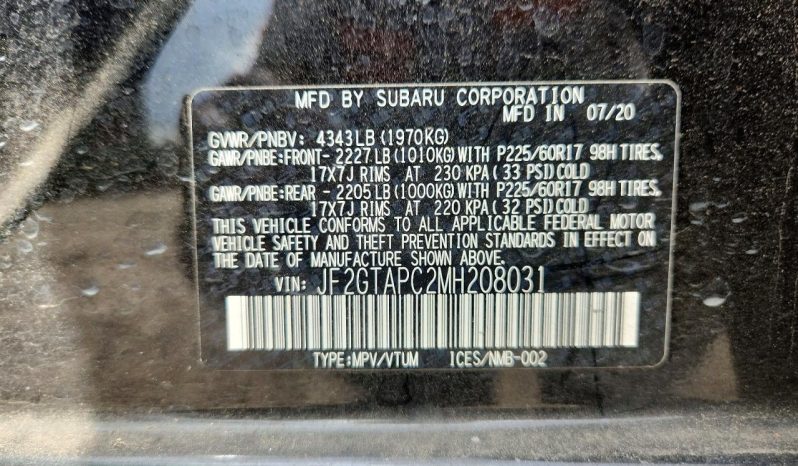 MFD BY SUBARU CORPORATION
MFD IN 07/20
GVWR/PNBV: 4343LB (1970KG)
GAWR/PNBE:FRONT- 2227LB (1010KG) WITH P225/60R17 98H TIRES,
17X7J RIMS AT 230 KPA (33 PSI) COLD
GAWR/PNBE:REAR - 2205LB (1000KG) WITH P225/60R17 98H TIRES,
17X7J RIMS AT 220 KPA (32 PSI) COLD
THIS VEHICLE CONFORMS TO ALL APPLICABLE FEDERAL MOTOR
VEHICLE SAFETY AND THEFT PREVENTION STANDARDS IN EFFECT ON
THE DATE OF MANUFACTURE SHOWN ABOVE.
VIN: JF2GTAPC2MH208031
TYPE:MPV/VTUM ICES/NMB-002